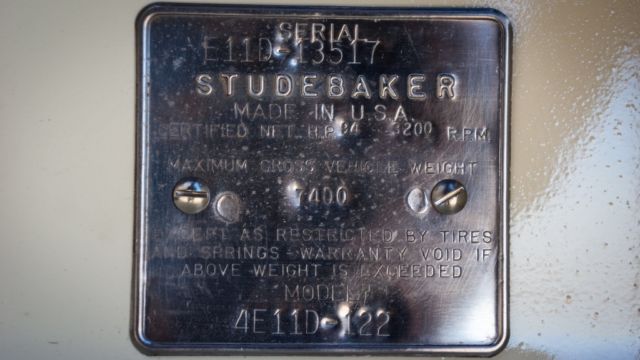 SERIAL
E11D-13517
STUDEBAKER
MADE IN U.S.A.
CERTIFIED NET. H.P. 94 3200 R.P.M.
MAXIMUM GROSS VEHICLE WEIGHT
7400
EXCEPT AS RESTRICTED BY TIRES
AND SPRINGS-WARRANTY VOID IF
ABOVE WEIGHT IS EXCEEDED
MODEL
4E11D-122